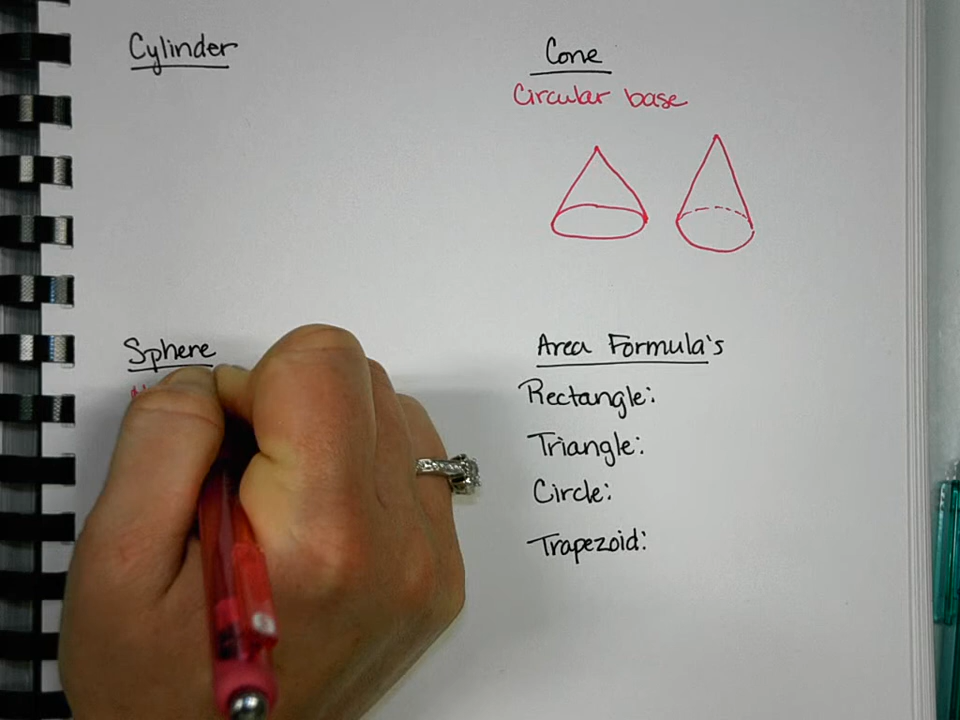 Cylinder
Cone
Circular base
Sphere
Area Formula's
Rectangle:
Triangle:
Circle:
Trapezoid: